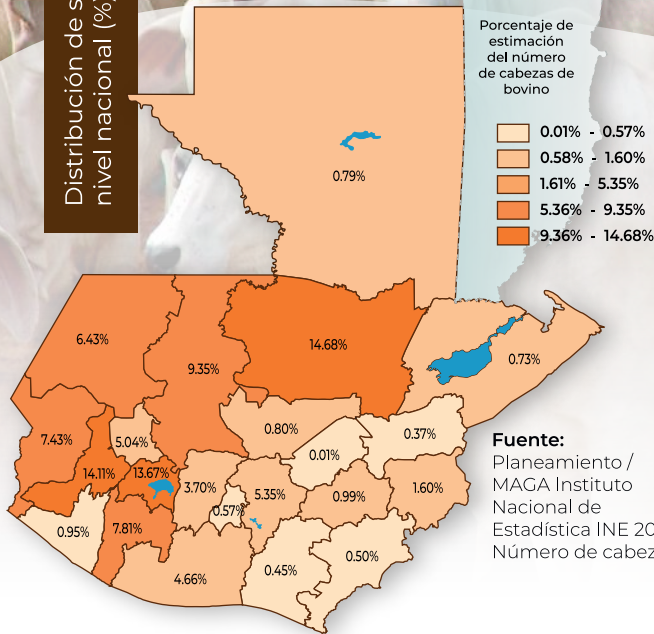 Distribución de
nivel nacional (%)
Porcentaje de
estimación
del número
de cabezas de
bovino
0.01% - 0.57%
0.58% - 1.60%
1.61% - 5.35%
5.36% - 9.35%
9.36% - 14.68%
0.79%
6.43%
9.35%
14.68%
0.73%
7.43%
5.04%
0.80%
0.37%
0.01%
14.11%
13.67%
3.70%
0.57%
5.35%
0.99%
1.60%
0.95%
7.81%
4.66%
0.45%
0.50%
Fuente:
Planeamiento /
MAGA Instituto
Nacional de
Estadística INE 20
Número de